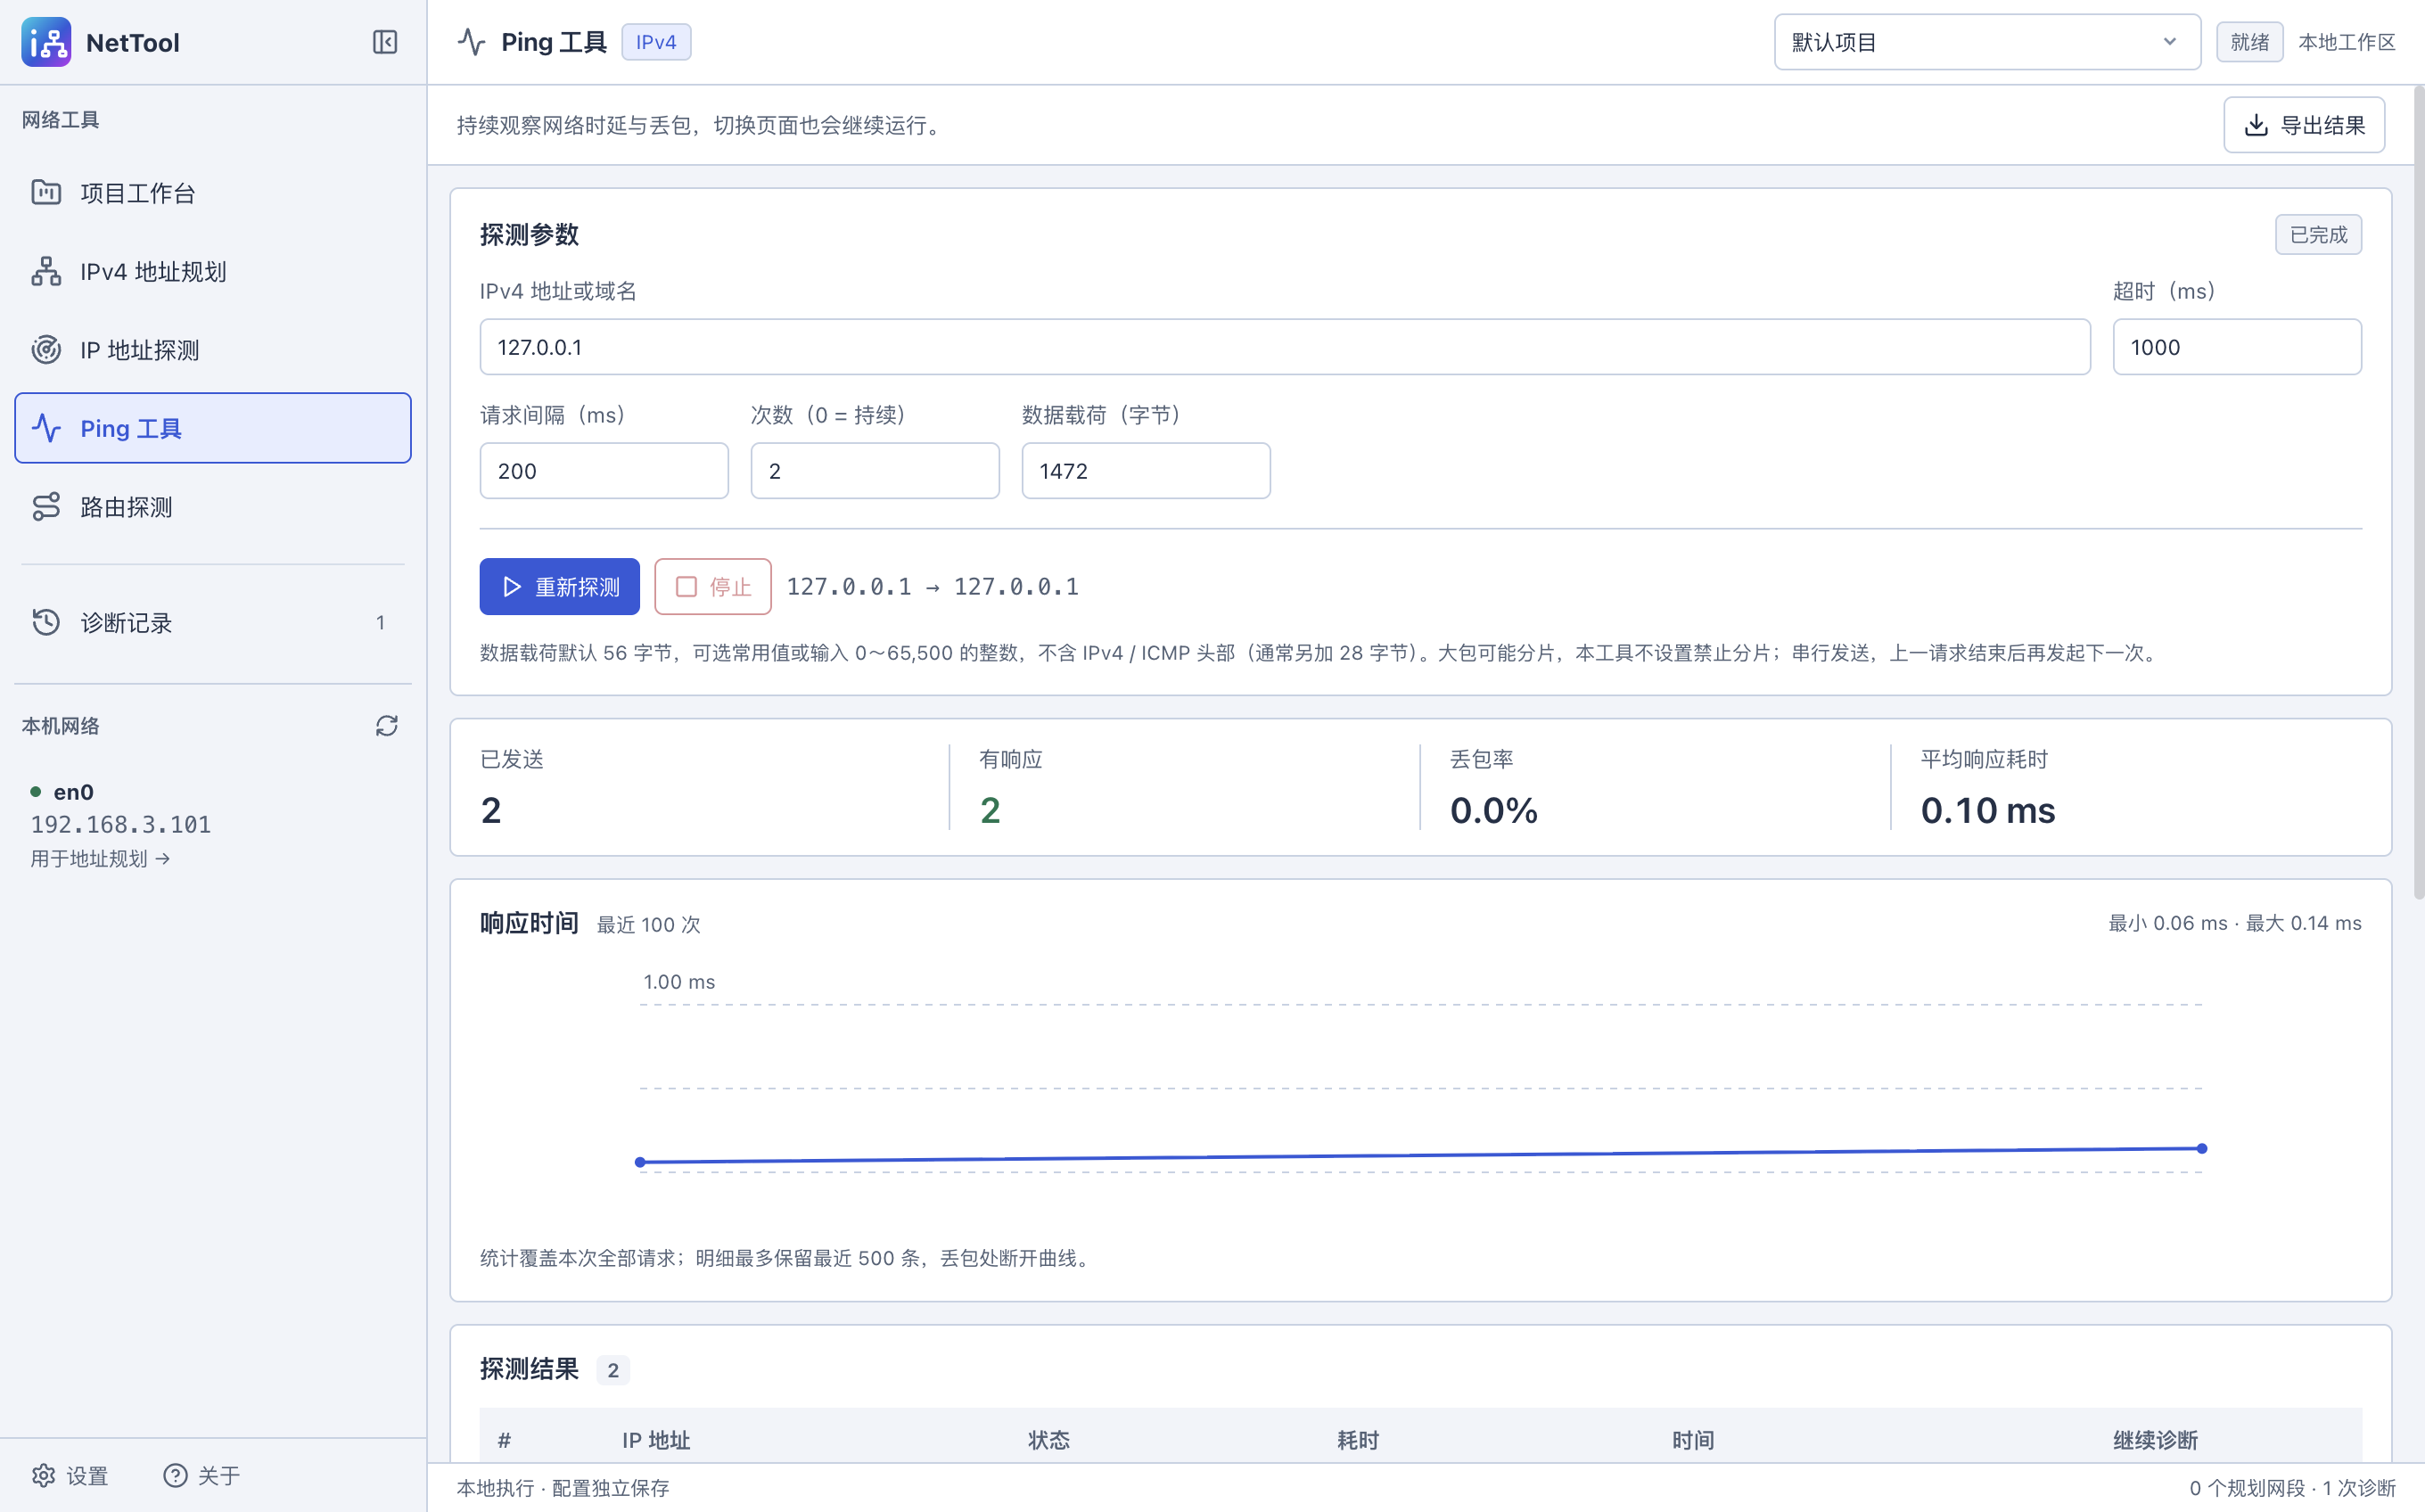 NetTool
网络工具
项目工作台
IPv4 地址规划
IP 地址探测
Ping 工具
路由探测
诊断记录 1
本机网络
en0
192.168.3.101
用于地址规划 →
设置 关于
Ping 工具 IPv4 默认项目 就绪 本地工作区
持续观察网络时延与丢包，切换页面也会继续运行。 导出结果
探测参数 已完成
IPv4 地址或域名 超时（ms）
127.0.0.1 1000
请求间隔（ms） 次数（0 = 持续） 数据载荷（字节）
200 2 1472
重新探测 停止 127.0.0.1 → 127.0.0.1
数据载荷默认 56 字节，可选常用值或输入 0～65,500 的整数，不含 IPv4 / ICMP 头部（通常另加 28 字节）。大包可能分片，本工具不设置禁止分片；串行发送，上一请求结束后再发起下一次。
已发送 有响应 丢包率 平均响应耗时
2 2 0.0% 0.10 ms
响应时间 最近 100 次 最小 0.06 ms · 最大 0.14 ms
1.00 ms
统计覆盖本次全部请求；明细最多保留最近 500 条，丢包处断开曲线。
探测结果 2
# IP 地址 状态 耗时 时间 继续诊断
本地执行 · 配置独立保存 0 个规划网段 · 1 次诊断